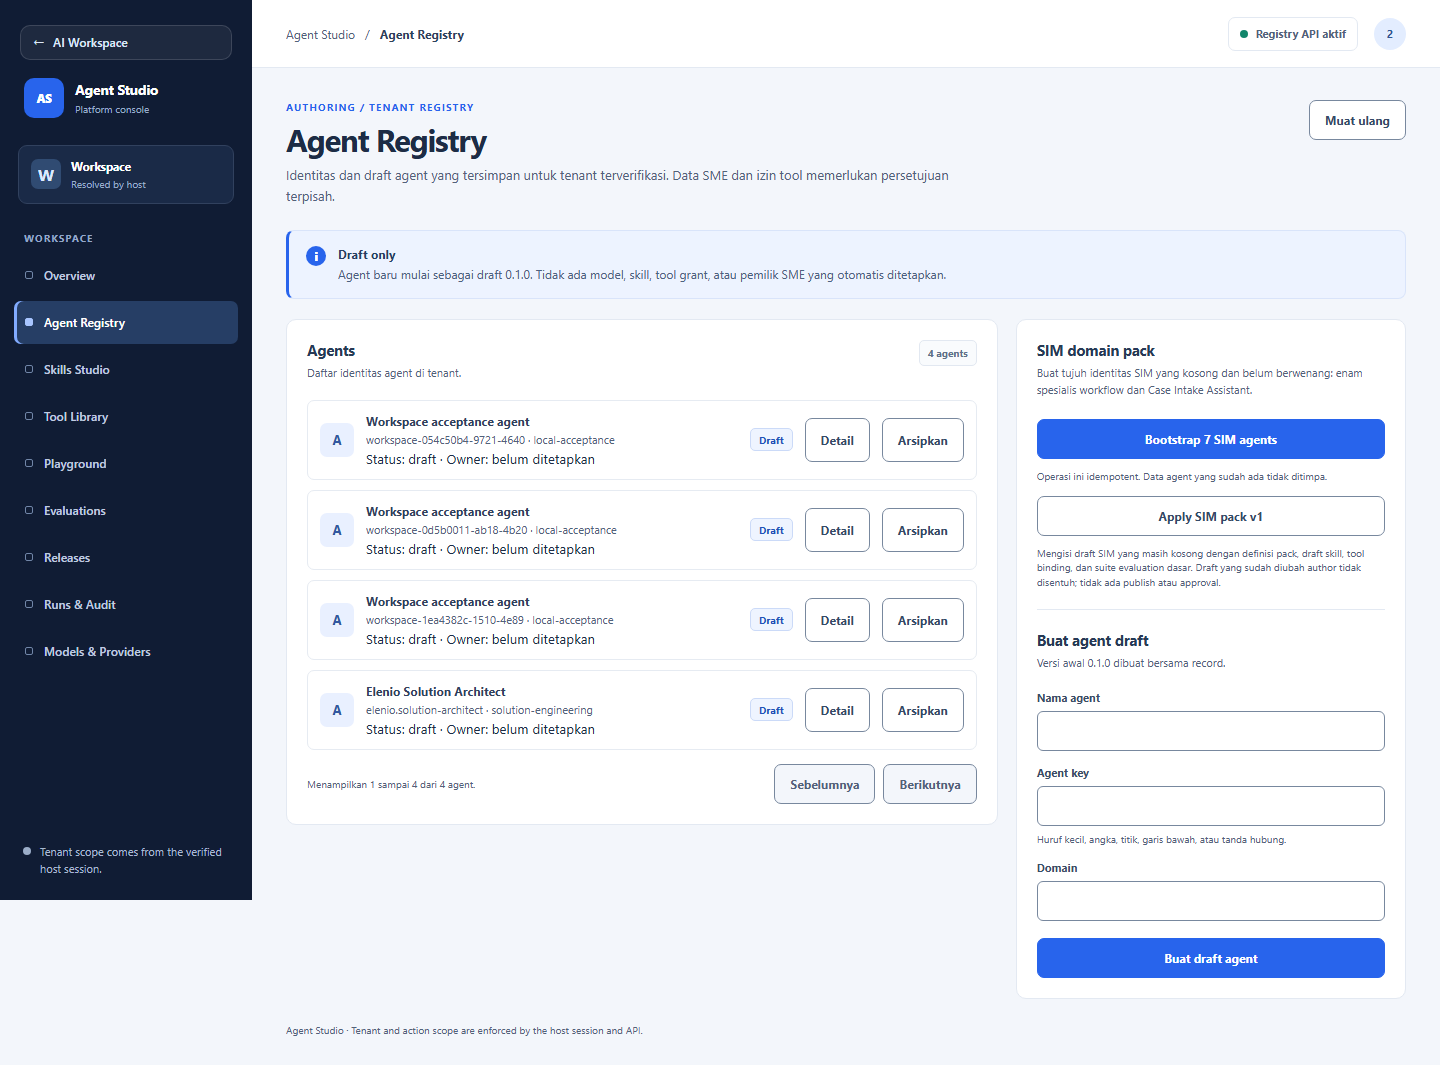 ← AI Workspace
AS
Agent Studio
Platform console
W
Workspace
Resolved by host
WORKSPACE
Overview
Agent Registry
Skills Studio
Tool Library
Playground
Evaluations
Releases
Runs & Audit
Models & Providers
Tenant scope comes from the verified
host session.
Agent Studio / Agent Registry
Registry API aktif
2
AUTHORING / TENANT REGISTRY
Agent Registry
Identitas dan draft agent yang tersimpan untuk tenant terverifikasi. Data SME dan izin tool memerlukan persetujuan
terpisah.
Muat ulang
i
Draft only
Agent baru mulai sebagai draft 0.1.0. Tidak ada model, skill, tool grant, atau pemilik SME yang otomatis ditetapkan.
Agents
Daftar identitas agent di tenant.
4 agents
A
Workspace acceptance agent
workspace-054c50b4-9721-4640 · local-acceptance
Status: draft · Owner: belum ditetapkan
Draft
Detail
Arsipkan
A
Workspace acceptance agent
workspace-0d5b0011-ab18-4b20 · local-acceptance
Status: draft · Owner: belum ditetapkan
Draft
Detail
Arsipkan
A
Workspace acceptance agent
workspace-1ea4382c-1510-4e89 · local-acceptance
Status: draft · Owner: belum ditetapkan
Draft
Detail
Arsipkan
A
Elenio Solution Architect
elenio.solution-architect · solution-engineering
Status: draft · Owner: belum ditetapkan
Draft
Detail
Arsipkan
Menampilkan 1 sampai 4 dari 4 agent.
Sebelumnya
Berikutnya
SIM domain pack
Buat tujuh identitas SIM yang kosong dan belum berwenang: enam
spesialis workflow dan Case Intake Assistant.
Bootstrap 7 SIM agents
Operasi ini idempotent. Data agent yang sudah ada tidak ditimpa.
Apply SIM pack v1
Mengisi draft SIM yang masih kosong dengan definisi pack, draft skill, tool
binding, dan suite evaluation dasar. Draft yang sudah diubah author tidak
disentuh; tidak ada publish atau approval.
Buat agent draft
Versi awal 0.1.0 dibuat bersama record.
Nama agent
Agent key
Huruf kecil, angka, titik, garis bawah, atau tanda hubung.
Domain
Buat draft agent
Agent Studio · Tenant and action scope are enforced by the host session and API.